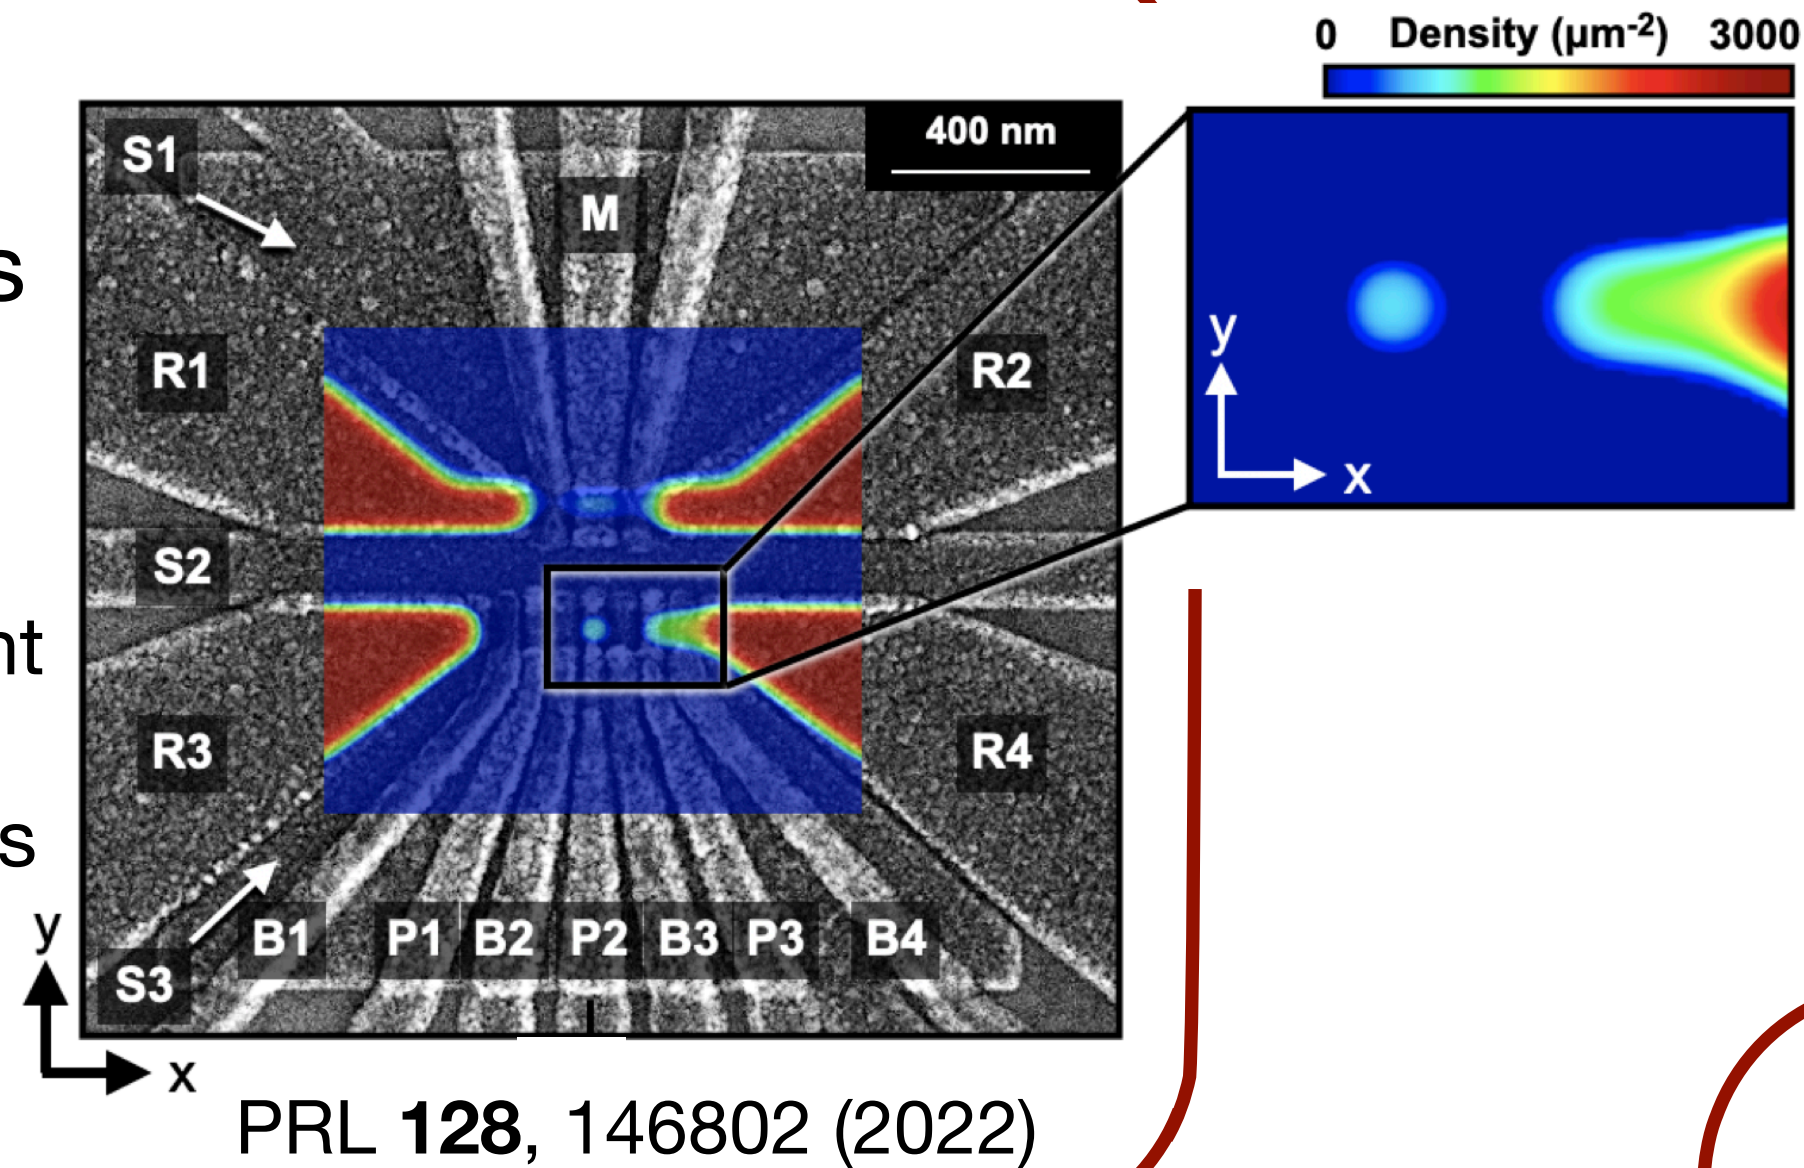 0 Density (μm-2) 3000
400 nm
S1
M
s
R1
R2
y
x
S2
nt
R3
R4
s
B1 P1 B2 P2 B3 P3 B4
y
S3
x
PRL 128, 146802 (2022)